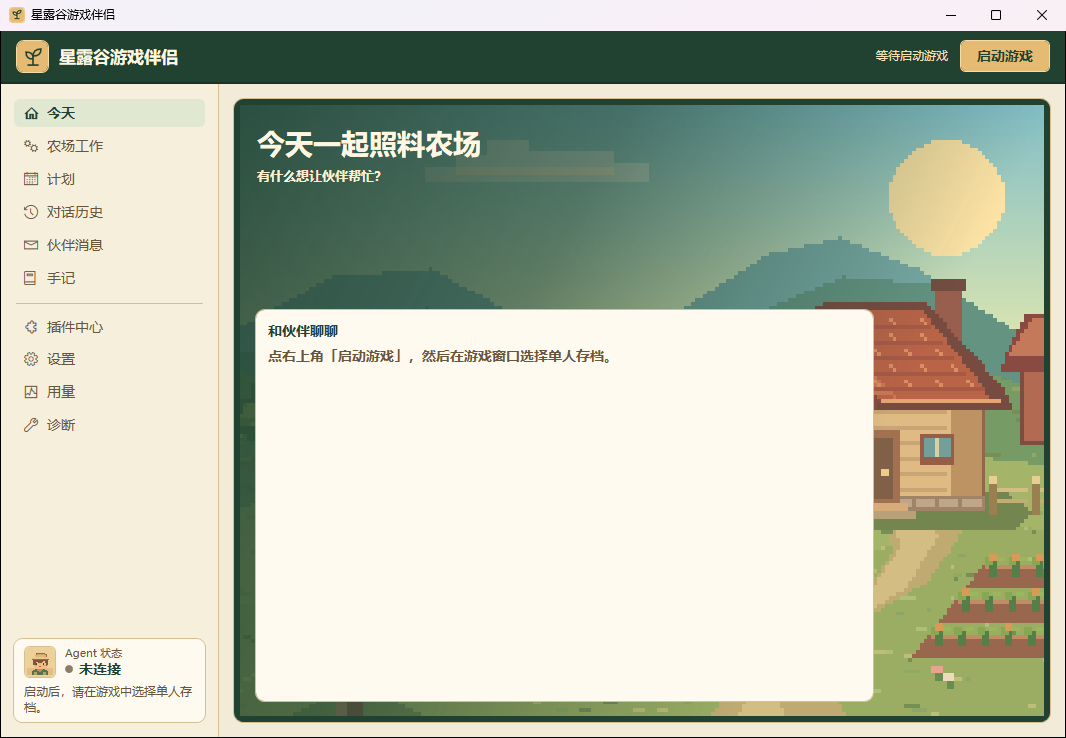 星露谷游戏伴侣
星露谷游戏伴侣
等待启动游戏
启动游戏
今天
农场工作
计划
对话历史
伙伴消息
手记
插件中心
设置
用量
诊断
Agent 状态
未连接
启动后，请在游戏中选择单人存
档。
今天一起照料农场
有什么想让伙伴帮忙?
和伙伴聊聊
点右上角「启动游戏」，然后在游戏窗口选择单人存档。